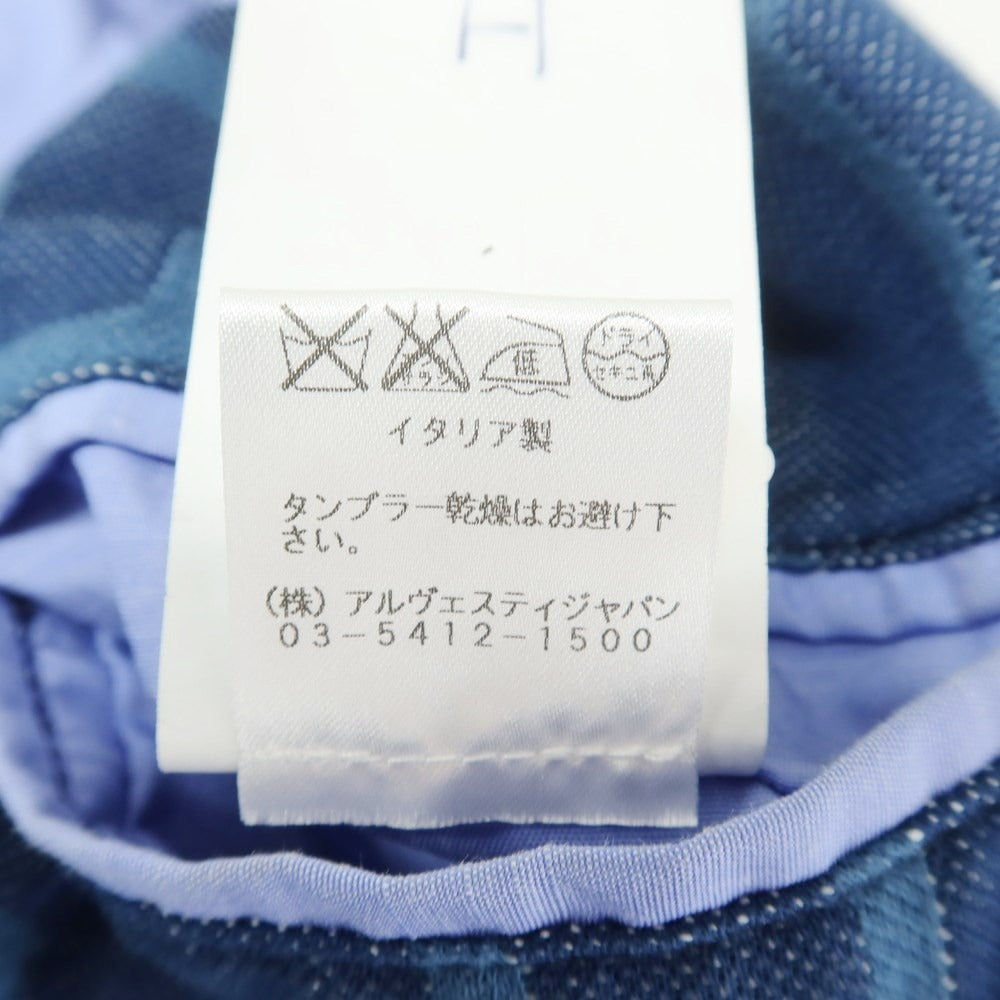 H
エンソ
低
ドライ
セキユ系
イタリア製
タンブラー乾燥はお避け下
さい。
（株）アルヴェスティジャパン
０３－５４１２－１５００